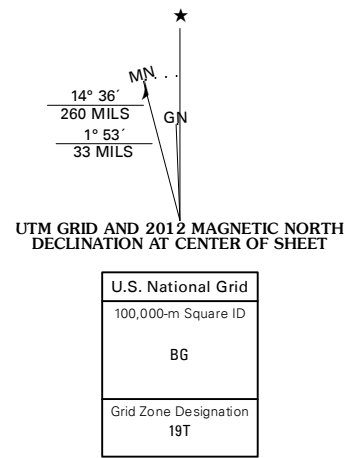 ★
MN
14° 36´
260 MILS
GN
1° 53´
33 MILS
UTM GRID AND 2012 MAGNETIC NORTH
DECLINATION AT CENTER OF SHEET
U.S. National Grid
100,000-m Square ID
BG
Grid Zone Designation
19T